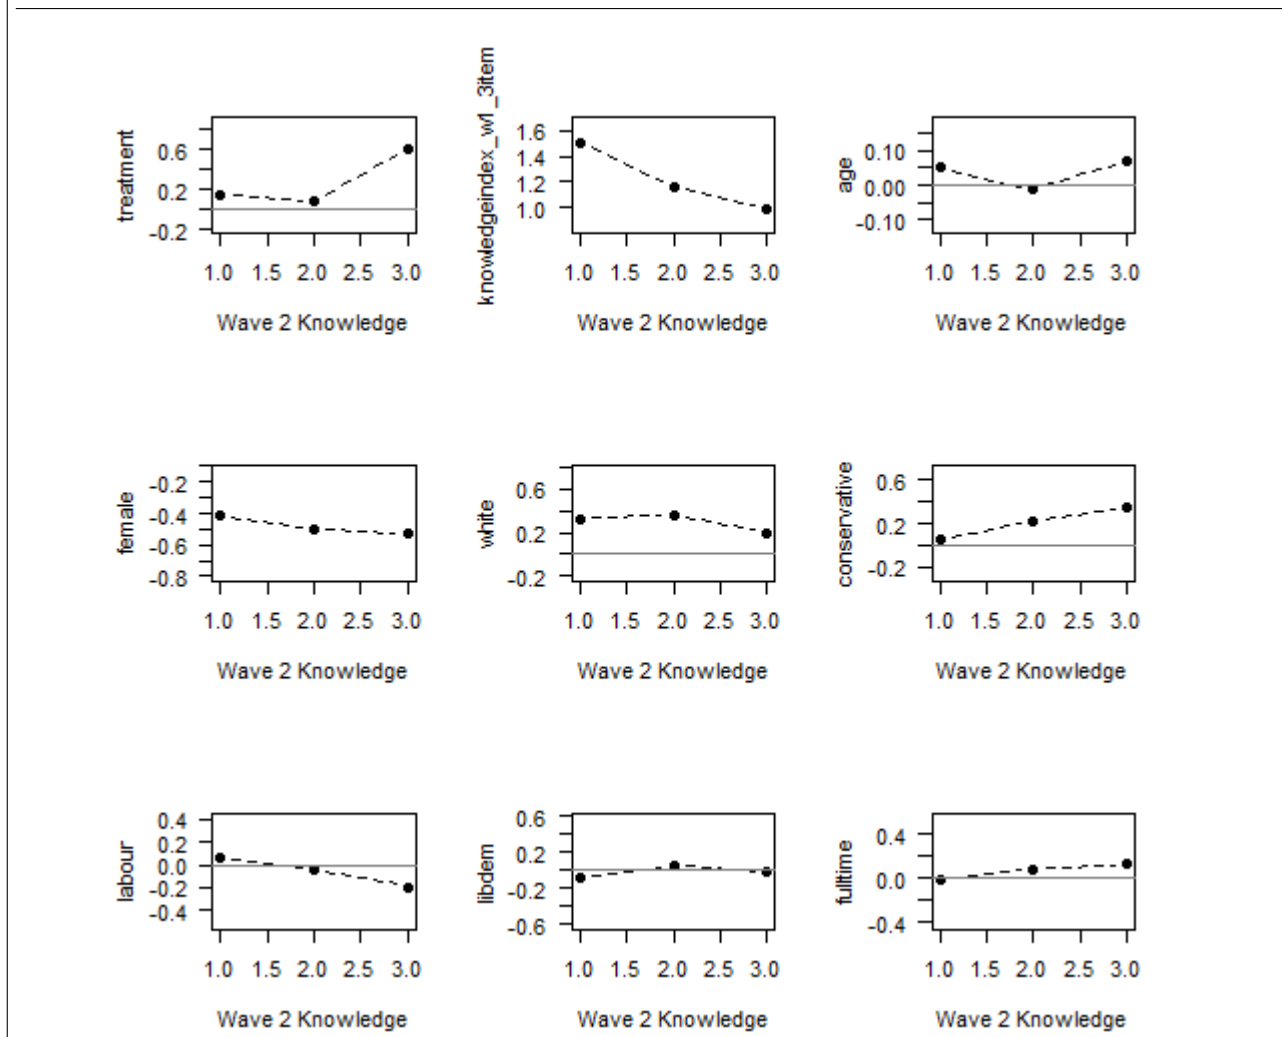 treatment
0.6
0.2
-0.2
1.0 1.5 2.0 2.5 3.0
Wave 2 Knowledge
knowledgeindex_w1_3item
1.6
1.4
1.2
1.0
1.0 1.5 2.0 2.5 3.0
Wave 2 Knowledge
age
0.10
0.00
-0.10
1.0 1.5 2.0 2.5 3.0
Wave 2 Knowledge
female
-0.2
-0.4
-0.6
-0.8
1.0 1.5 2.0 2.5 3.0
Wave 2 Knowledge
white
0.6
0.2
-0.2
1.0 1.5 2.0 2.5 3.0
Wave 2 Knowledge
conservative
0.6
0.2
-0.2
1.0 1.5 2.0 2.5 3.0
Wave 2 Knowledge
labour
0.4
0.2
0.0
-0.2
-0.4
1.0 1.5 2.0 2.5 3.0
Wave 2 Knowledge
libdem
0.6
0.2
-0.2
-0.6
1.0 1.5 2.0 2.5 3.0
Wave 2 Knowledge
fulltime
0.4
0.0
-0.4
1.0 1.5 2.0 2.5 3.0
Wave 2 Knowledge